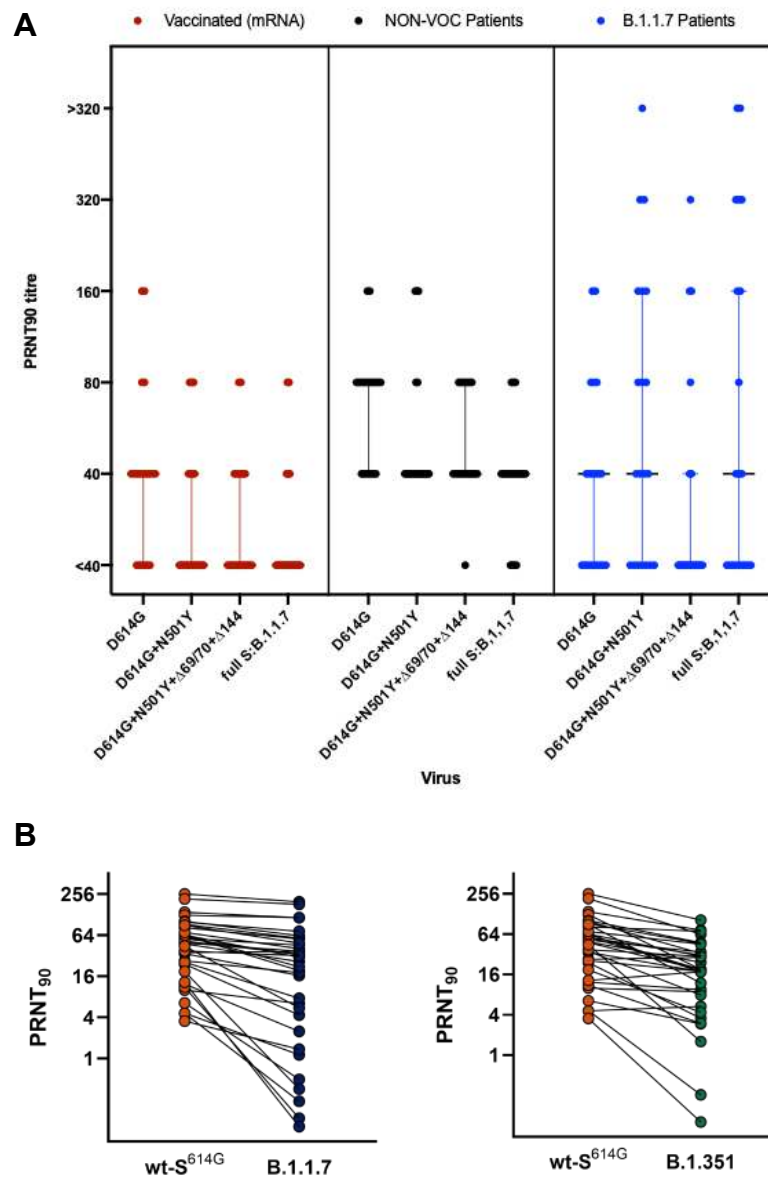 A
Vaccinated (mRNA) NON-VOC Patients B.1.1.7 Patients
PRNT90 titre
>320
320
160
80
40
<40
D614G
D614G+N501Y
D614G+N501Y+Δ69/70+Δ144
full S:B.1.1.7
D614G
D614G+N501Y
D614G+N501Y+Δ69/70+Δ144
full S:B,1,1,7
D614G
D614G+N501Y
D614G+N501Y+Δ69/70+Δ144
full S:B,1,1,7
Virus
B
PRNT90
256
64
16
4
1
wt-S614G B.1.1.7
PRNT90
256
64
16
4
1
wt-S614G B.1.351